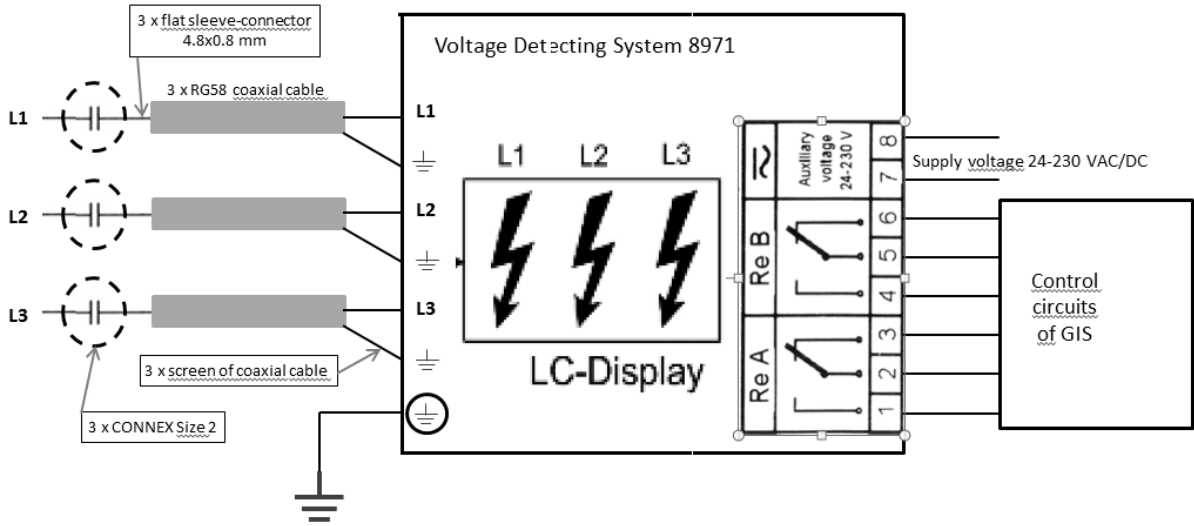 3 x flat sleeve-connector
4.8x0.8 mm
Voltage Detecting System 8971
3 x RG58 coaxial cable
L1
L1
L2
L2
L3
L3
L1 L2 L3
LC-Display
Auxiliary
voltage
24-230 V
Re B
Re A
8
7
6
5
4
3
2
1
Supply voltage 24-230 VAC/DC
Control
circuits
of GIS
3 x screen of coaxial cable
3 x CONNEX Size 2